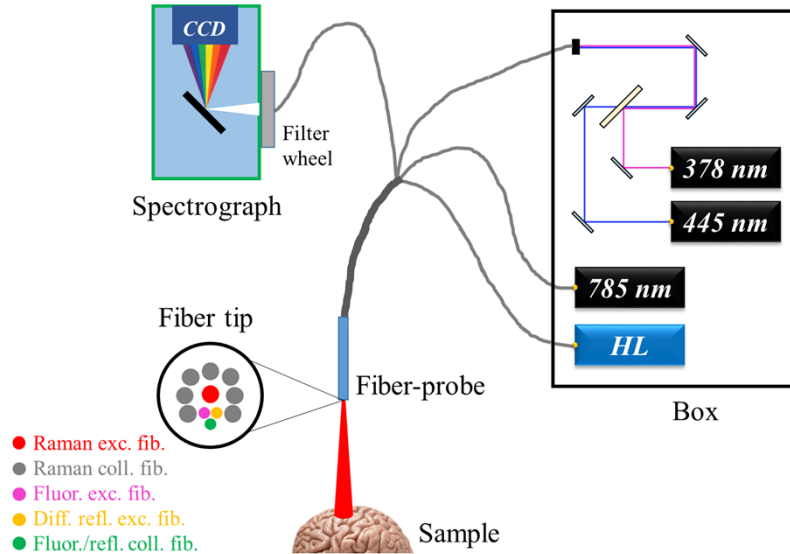 CCD
Filter
wheel
Spectrograph
378 nm
445 nm
785 nm
HL
Box
Fiber tip
Fiber-probe
Raman exc. fib.
Raman coll. fib.
Fluor. exc. fib.
Diff. refl. exc. fib.
Fluor./refl. coll. fib.
Sample